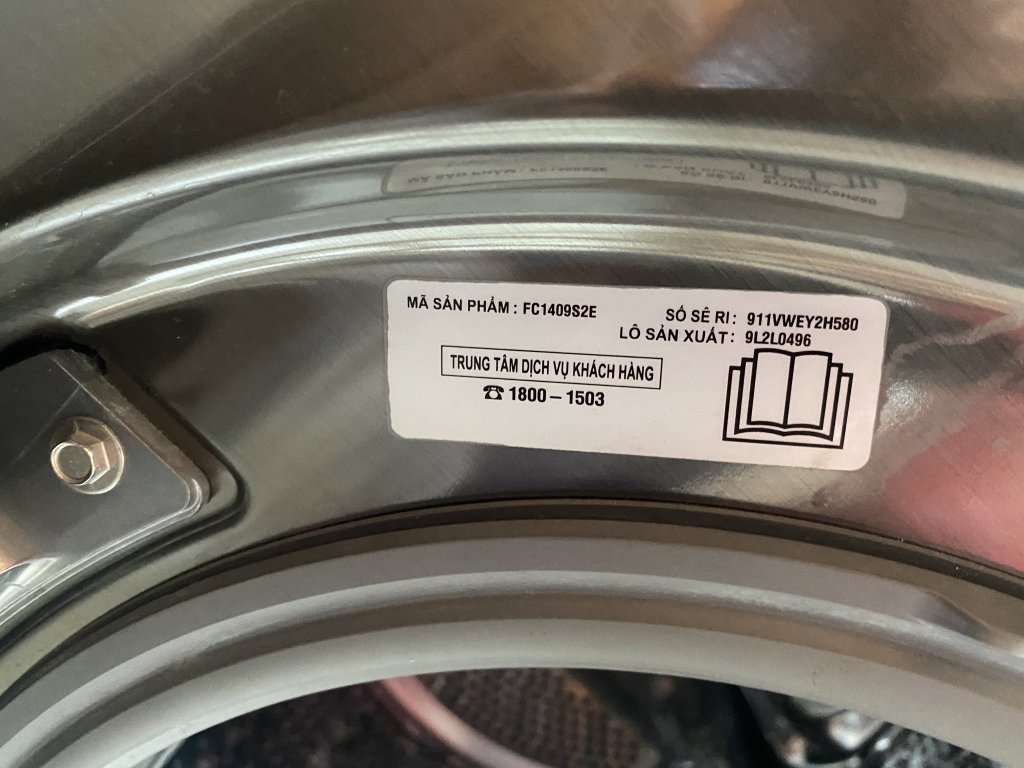 MÃ SẢN PHẨM : FC1409S2E
SỐ SÊ RI : 911VWEY2H580
LÔ SẢN XUẤT : 9L2L0496
TRUNG TÂM DỊCH VỤ KHÁCH HÀNG
☎ 1800 – 1503